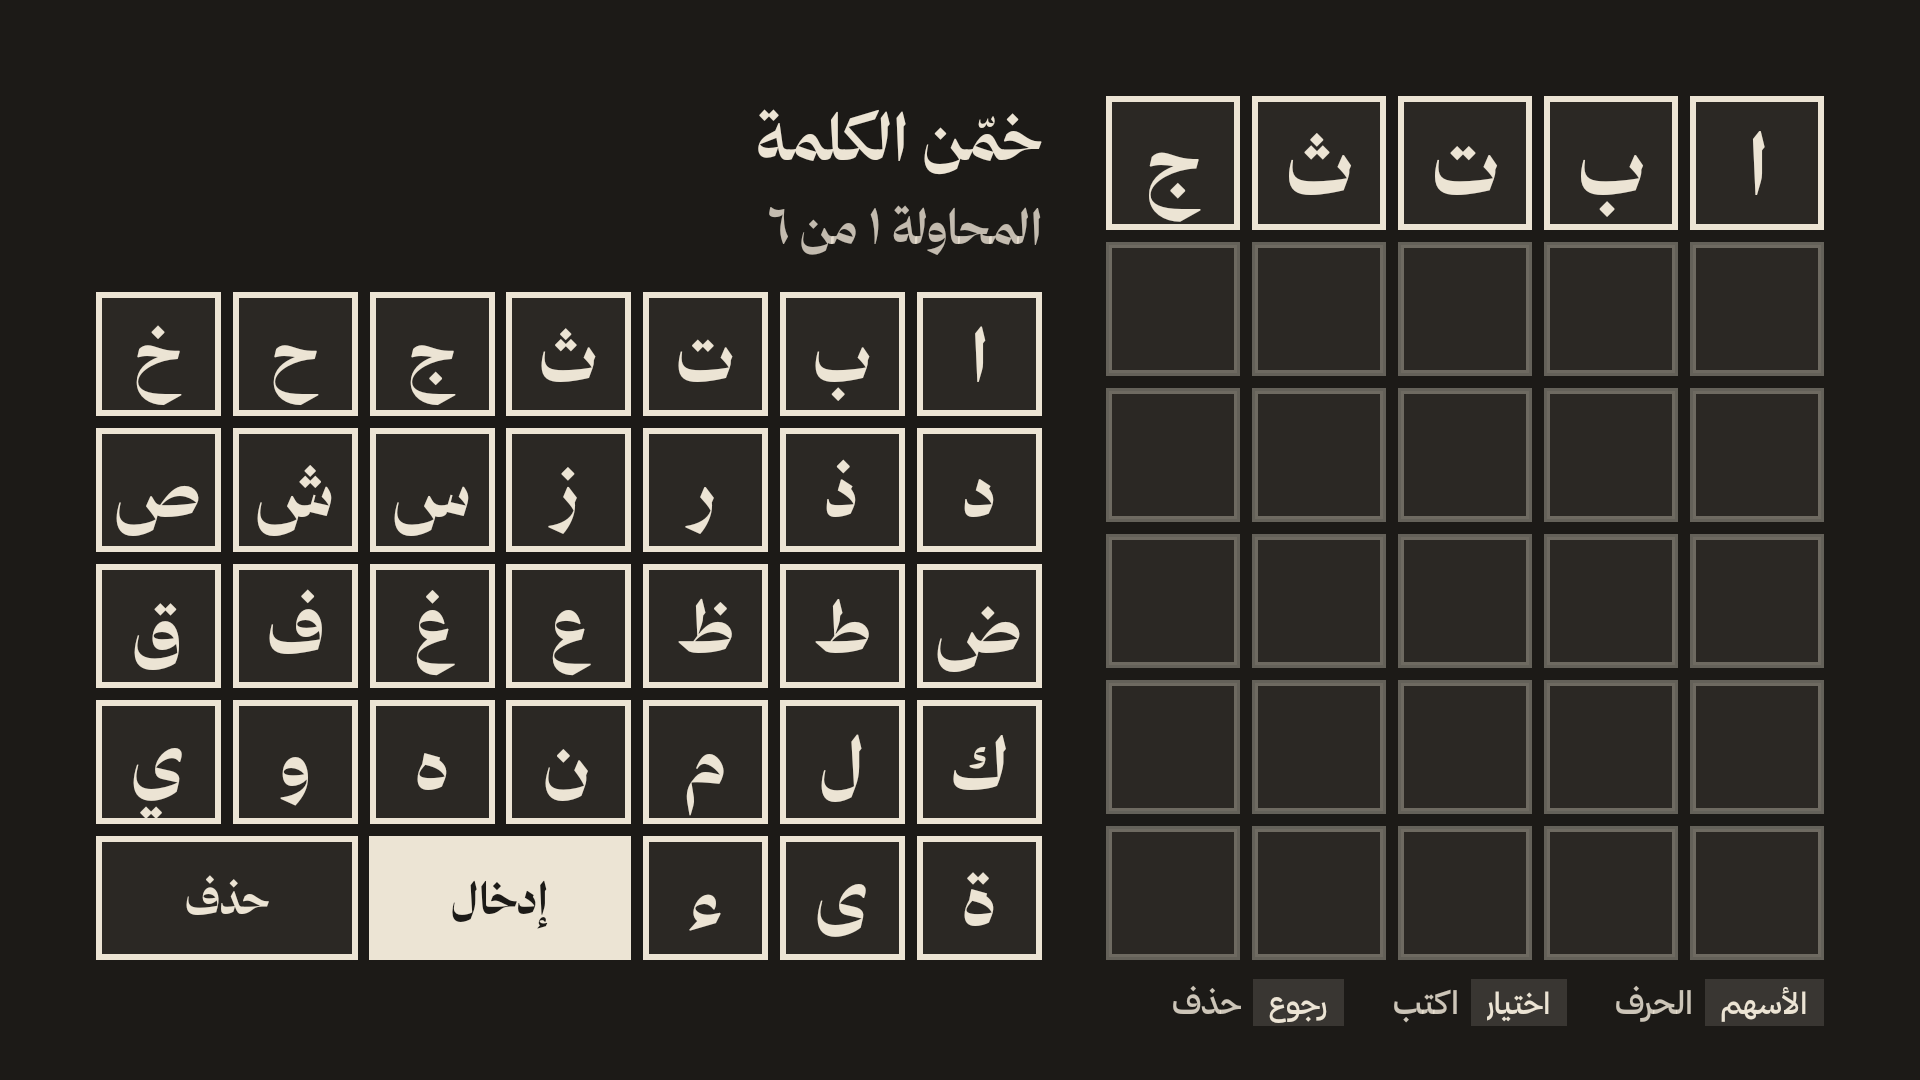 ا ب ت ث ج
خمّن الكلمة
المحاولة ١ من ٦
ا ب ت ث ج ح خ
د ذ ر ز س ش ص
ض ط ظ ع غ ف ق
ك ل م ن ه و ي
ة ى ء إدخال حذف
الأسهم الحرف اختيار اكتب رجوع حذف